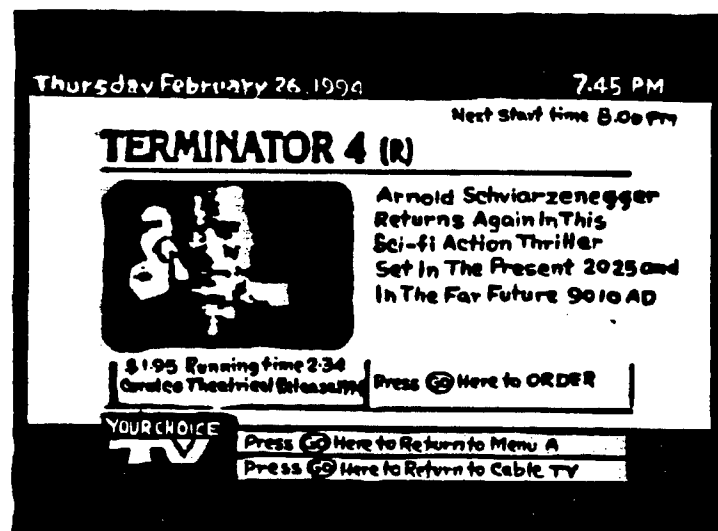 Thursday February 26, 1994
7.45 PM
Next start time 8.00 PM
TERMINATOR 4 (R)
Arnold Schwarzenegger
Returns Again In This
Sci-fi Action Thriller
Set In The Present 2025 and
In The Far Future 9010 AD
$1.95 Running time 2:34
Carolco Theatrical Release
Press GO Here to ORDER
YOUR CHOICE
TV
Press GO Here to Return to Menu A
Press GO Here to Return to Cable TV